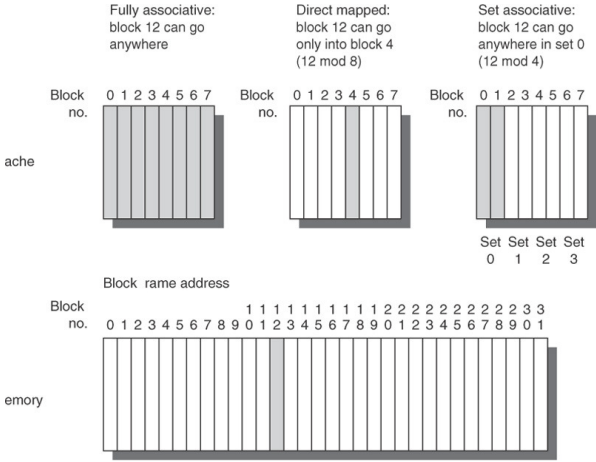 Fully associative:
block 12 can go
anywhere
Direct mapped:
block 12 can go
only into block 4
(12 mod 8)
Set associative:
block 12 can go
anywhere in set 0
(12 mod 4)
Block
no.
0 1 2 3 4 5 6 7
Block
no.
0 1 2 3 4 5 6 7
Block
no.
0 1 2 3 4 5 6 7
ache
Set Set Set Set
0 1 2 3
Block rame address
Block
no.
1 1 1 1 1 1 1 1 1 1 2 2 2 2 2 2 2 2 2 2 3 3
0 1 2 3 4 5 6 7 8 9 0 1 2 3 4 5 6 7 8 9 0 1 2 3 4 5 6 7 8 9 0 1
emory